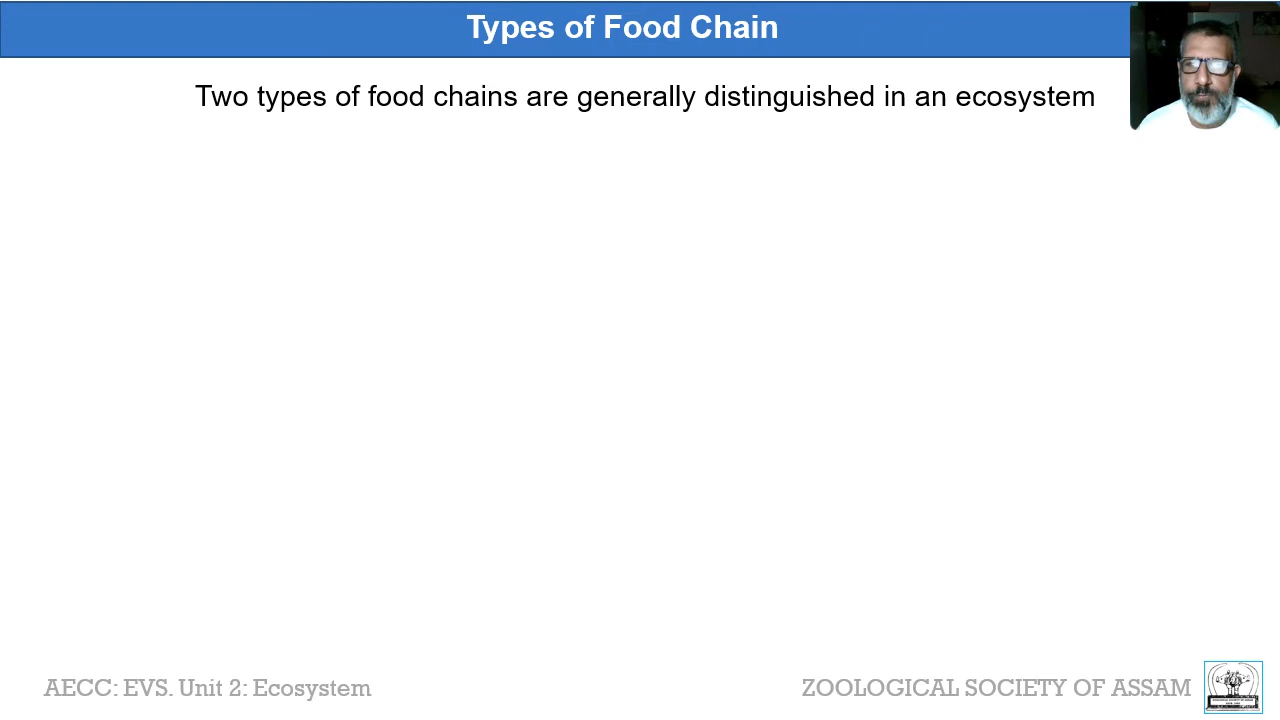 Types of Food Chain
Two types of food chains are generally distinguished in an ecosystem
AECC: EVS. Unit 2: Ecosystem
ZOOLOGICAL SOCIETY OF ASSAM